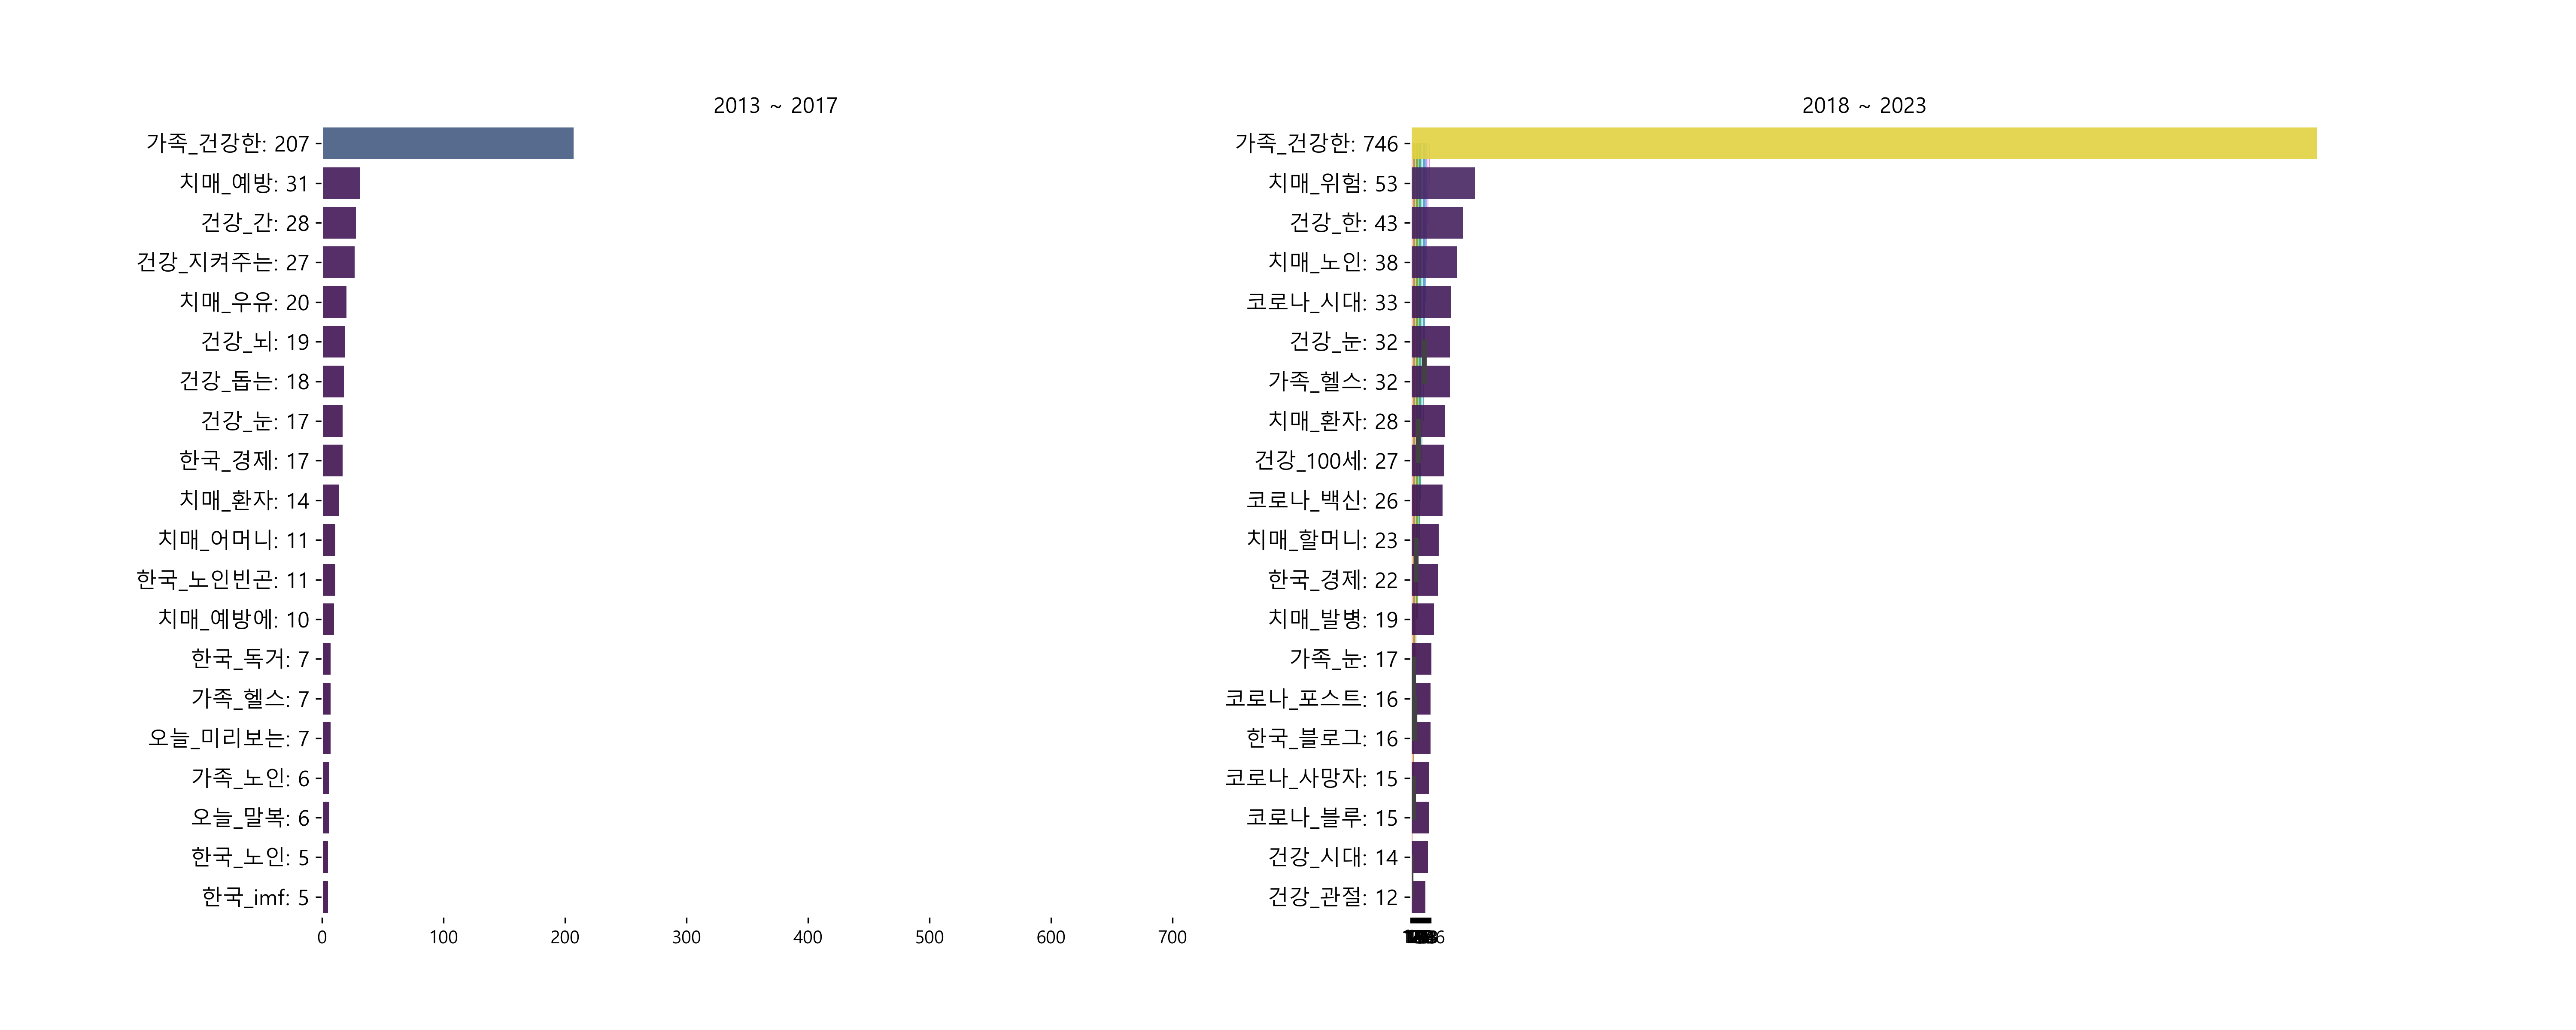 2013 ~ 2017
가족_건강한: 207
치매_예방: 31
건강_간: 28
건강_지켜주는: 27
치매_우유: 20
건강_뇌: 19
건강_돕는: 18
건강_눈: 17
한국_경제: 17
치매_환자: 14
치매_어머니: 11
한국_노인빈곤: 11
치매_예방에: 10
한국_독거: 7
가족_헬스: 7
오늘_미리보는: 7
가족_노인: 6
오늘_말복: 6
한국_노인: 5
한국_imf: 5
0 100 200 300 400 500 600 700
2018 ~ 2023
가족_건강한: 746
치매_위험: 53
건강_한: 43
치매_노인: 38
코로나_시대: 33
건강_눈: 32
가족_헬스: 32
치매_환자: 28
건강_100세: 27
코로나_백신: 26
치매_할머니: 23
한국_경제: 22
치매_발병: 19
가족_눈: 17
코로나_포스트: 16
한국_블로그: 16
코로나_사망자: 15
코로나_블루: 15
건강_시대: 14
건강_관절: 12